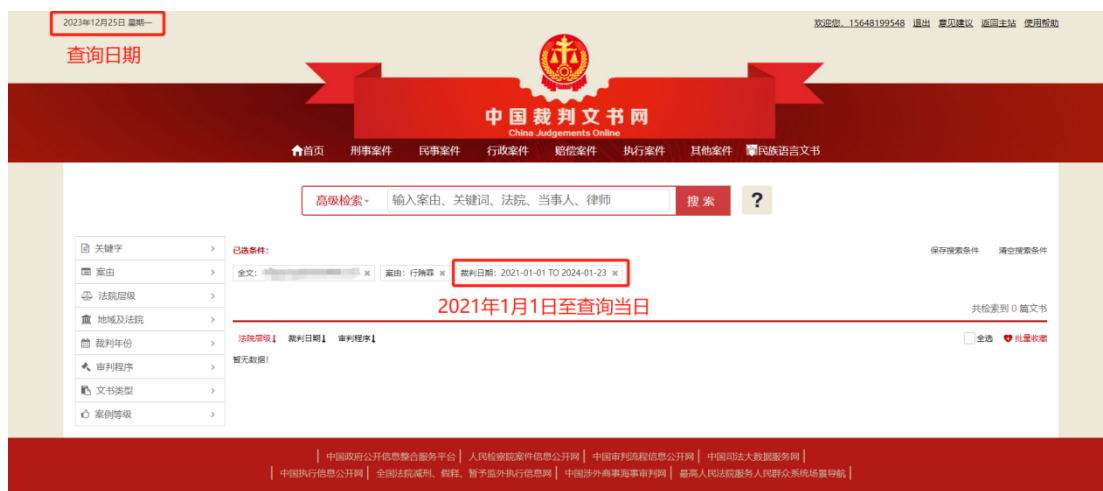 2023年12月25日 星期一
欢迎您，15648199548 退出 意见建议 返回主站 使用帮助
查询日期
中国裁判文书网
China Judgements Online
首页 刑事案件 民事案件 行政案件 赔偿案件 执行案件 其他案件 民族语言文书
高级检索 输入案由、关键词、法院、当事人、律师 搜索 ?
关键字
案由
法院层级
地域及法院
裁判年份
审判程序
文书类型
案例等级
已选条件：
保存搜索条件 清空搜索条件
全文： 案由：行贿罪 裁判日期：2021-01-01 TO 2024-01-23
2021年1月1日至查询当日
共检索到 0 篇文书
法院层级 裁判日期 审判程序
全选 批量收藏
暂无数据!
中国政府公开信息整合服务平台 人民检察院案件信息公开网 中国审判流程信息公开网 中国司法大数据服务网
中国执行信息公开网 全国法院减刑、假释、暂予监外执行信息网 中国涉外商事海事审判网 最高人民法院服务人民群众系统场景导航